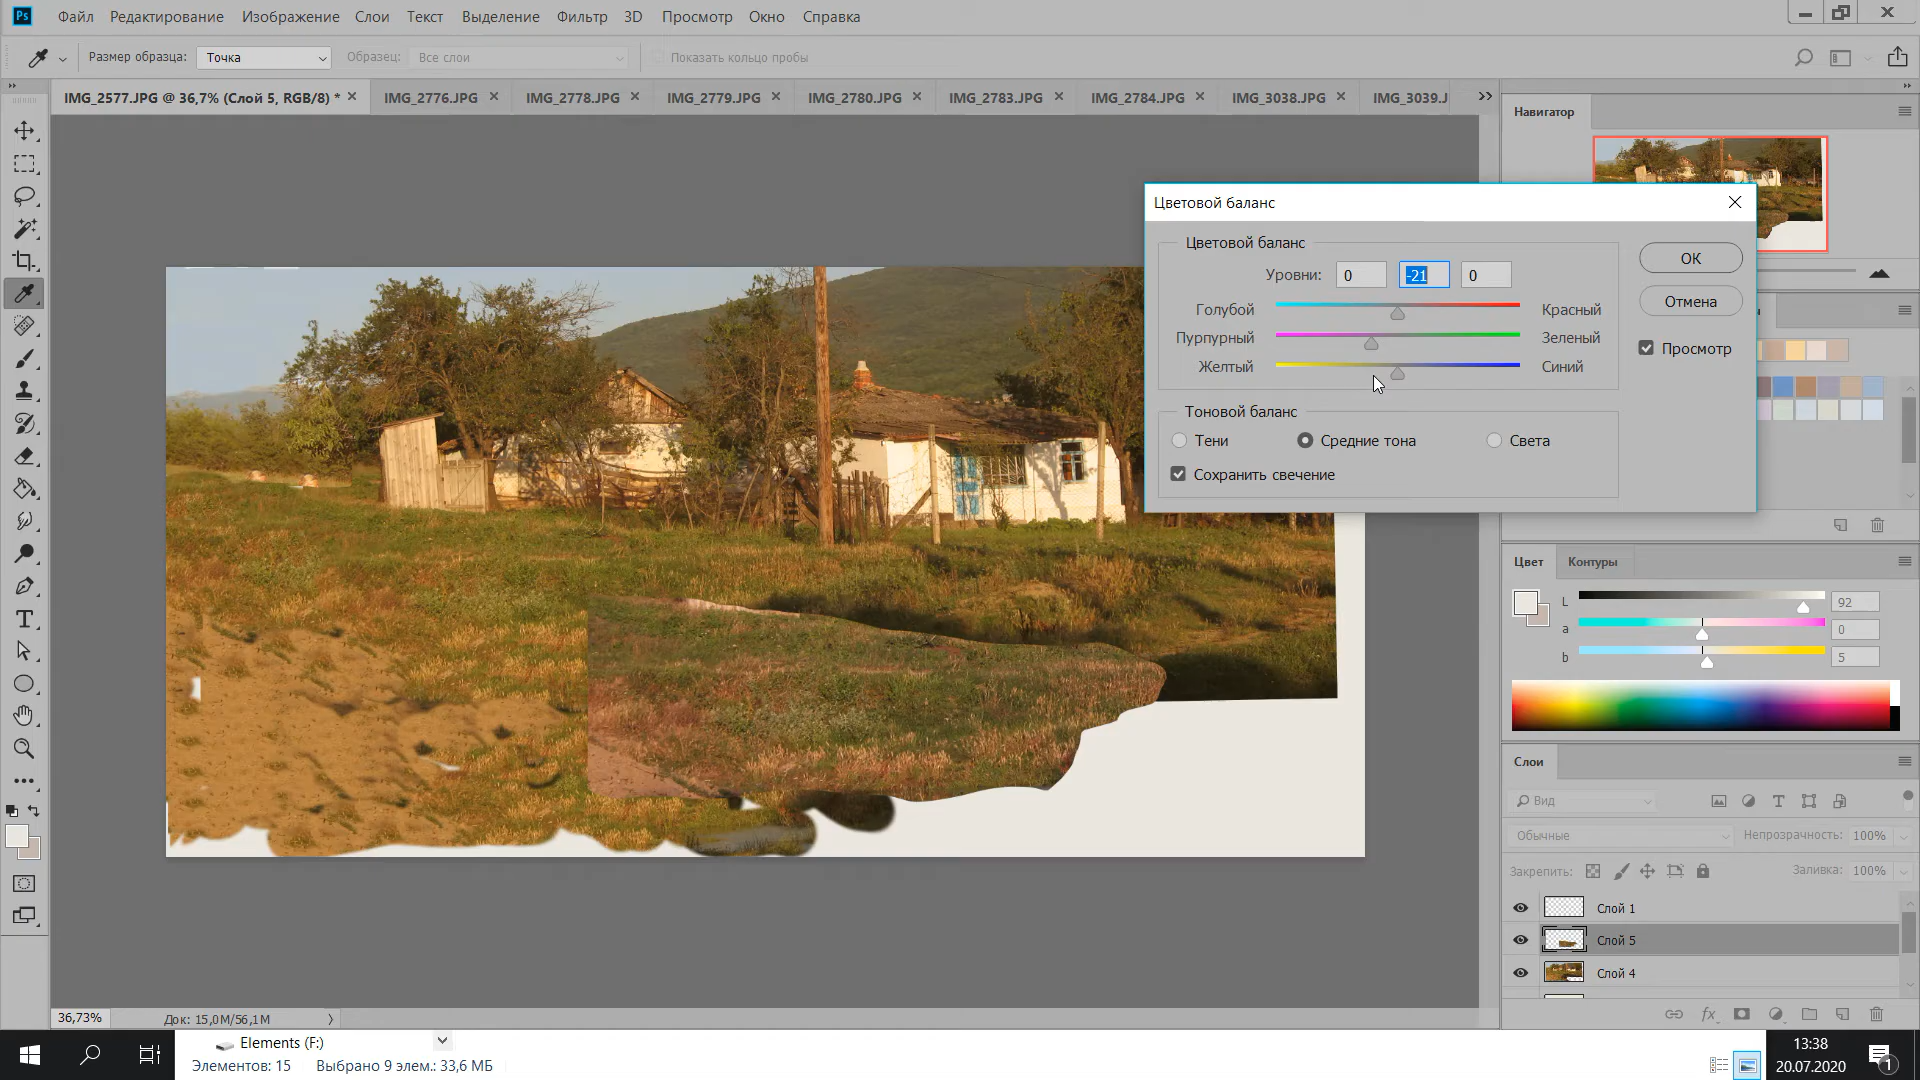 Ps Файл Редактирование Изображение Слои Текст Выделение Фильтр 3D Просмотр Окно Справка
Размер образца: Точка Образец: Все слои Показать кольцо пробы
IMG_2577.JPG @ 36,7% (Слой 5, RGB/8) * IMG_2776.JPG IMG_2778.JPG IMG_2779.JPG IMG_2780.JPG IMG_2783.JPG IMG_2784.JPG IMG_3038.JPG IMG_3039.J
Навигатор
Цветовой баланс
Цветовой баланс
Уровни: 0 -21 0
OK
Голубой Красный
Отмена
Пурпурный Зеленый
Просмотр
Желтый Синий
Тоновой баланс
Тени Средние тона Света
Сохранить свечение
Цвет Контуры
L 92
a 0
b 5
Слои
Вид
Обычные Непрозрачность: 100%
Закрепить: Заливка: 100%
Слой 1
Слой 5
Слой 4
36,73% Док: 15,0M/56,1M
Elements (F:)
Элементов: 15 Выбрано 9 элем.: 33,6 МБ
13:38
20.07.2020
1